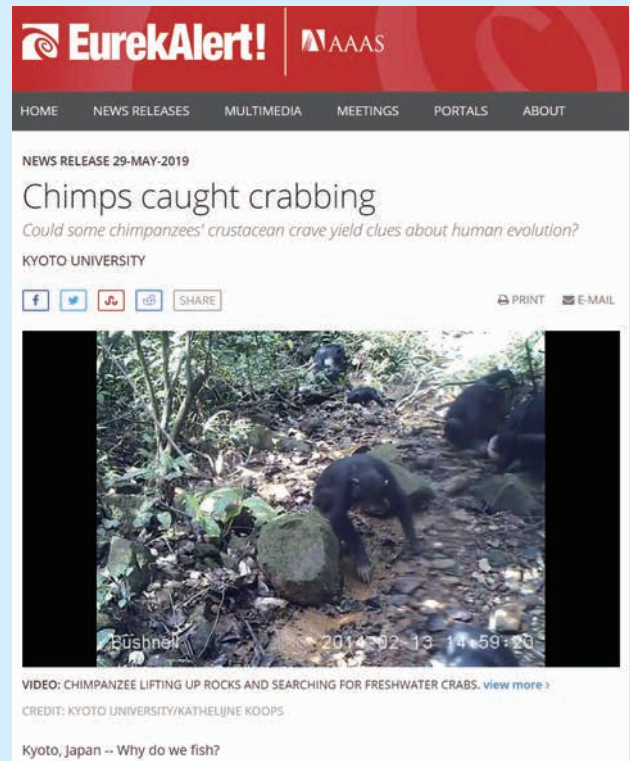 EurekAlert! AAAS
HOME NEWS RELEASES MULTIMEDIA MEETINGS PORTALS ABOUT
NEWS RELEASE 29-MAY-2019
Chimps caught crabbing
Could some chimpanzees' crustacean crave yield clues about human evolution?
KYOTO UNIVERSITY
SHARE PRINT E-MAIL
Bushnell 2014-02-13 14:59:20
VIDEO: CHIMPANZEE LIFTING UP ROCKS AND SEARCHING FOR FRESHWATER CRABS. view more >
CREDIT: KYOTO UNIVERSITY/KATHELIJNE KOOPS
Kyoto, Japan -- Why do we fish?